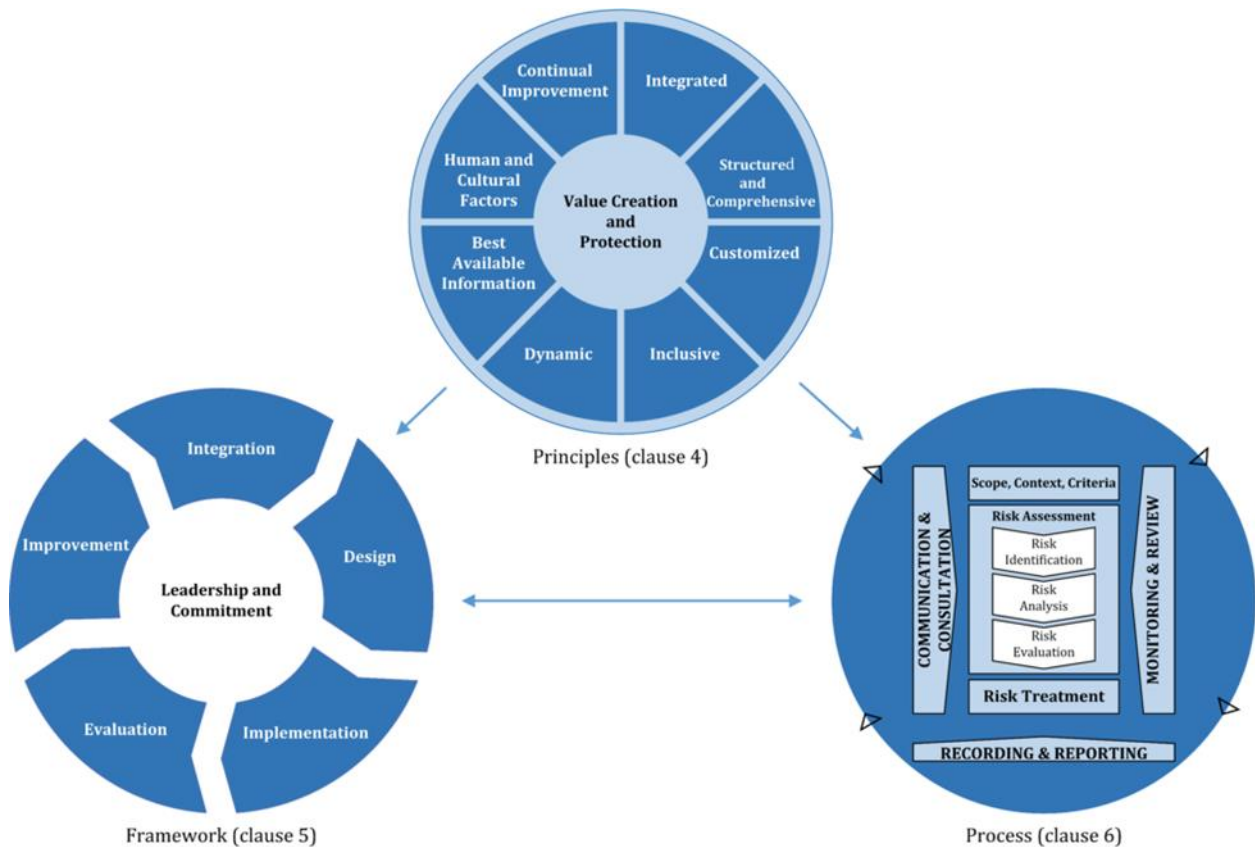 Continual
Improvement
Integrated
Structured
and
Comprehensive
Customized
Inclusive
Dynamic
Best
Available
Information
Human and
Cultural
Factors
Value Creation
and
Protection
Principles (clause 4)
Integration
Design
Implementation
Evaluation
Improvement
Leadership and
Commitment
Framework (clause 5)
Scope, Context, Criteria
Risk Assessment
Risk
Identification
Risk
Analysis
Risk
Evaluation
Risk Treatment
COMMUNICATION &
CONSULTATION
MONITORING & REVIEW
RECORDING & REPORTING
Process (clause 6)